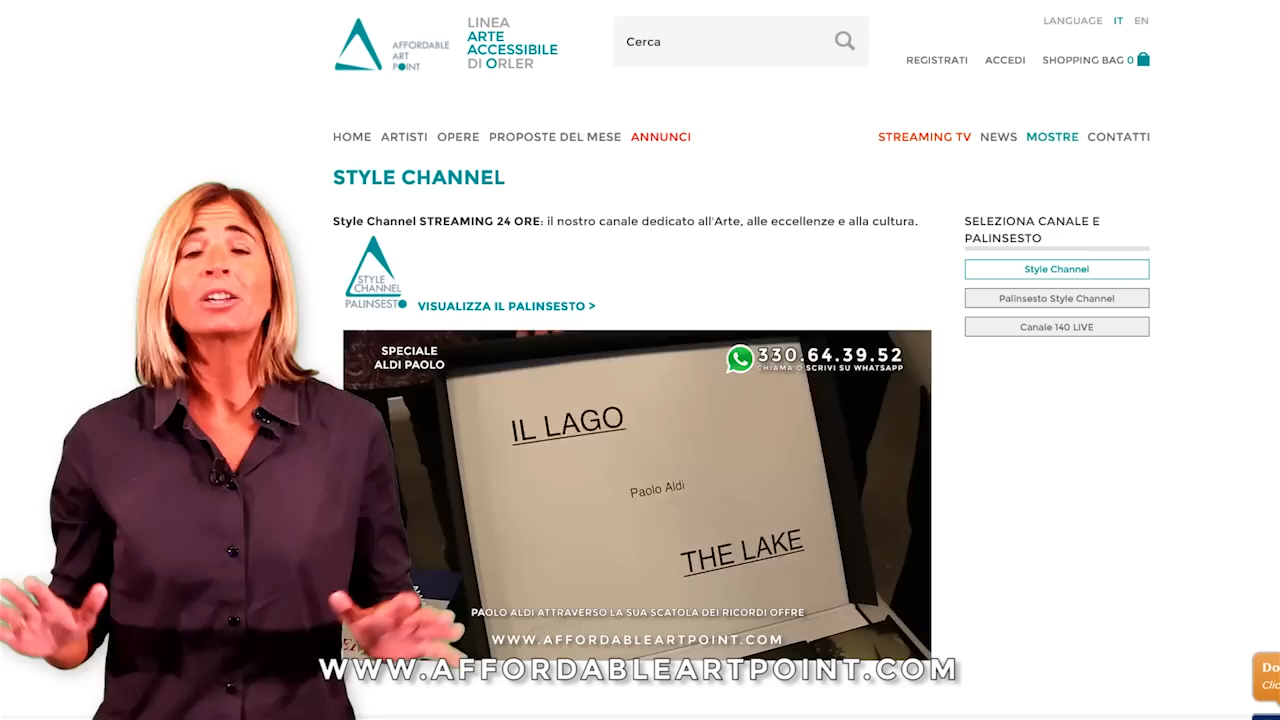 AFFORDABLE
ART
POINT
LINEA
ARTE
ACCESSIBILE
DI ORLER
Cerca
LANGUAGE IT EN
REGISTRATI ACCEDI SHOPPING BAG 0
HOME ARTISTI OPERE PROPOSTE DEL MESE ANNUNCI
STREAMING TV NEWS MOSTRE CONTATTI
STYLE CHANNEL
Style Channel STREAMING 24 ORE: il nostro canale dedicato all'Arte, alle eccellenze e alla cultura.
STYLE
CHANNEL
PALINSESTO
VISUALIZZA IL PALINSESTO >
SELEZIONA CANALE E
PALINSESTO
Style Channel
Palinsesto Style Channel
Canale 140 LIVE
SPECIALE
ALDI PAOLO
330.64.39.52
CHIAMA O SCRIVI SU WHATSAPP
IL LAGO
Paolo Aldi
THE LAKE
PAOLO ALDI ATTRAVERSO LA SUA SCATOLA DEI RICORDI OFFRE
WWW.AFFORDABLEARTPOINT.COM
WWW.AFFORDABLEARTPOINT.COM